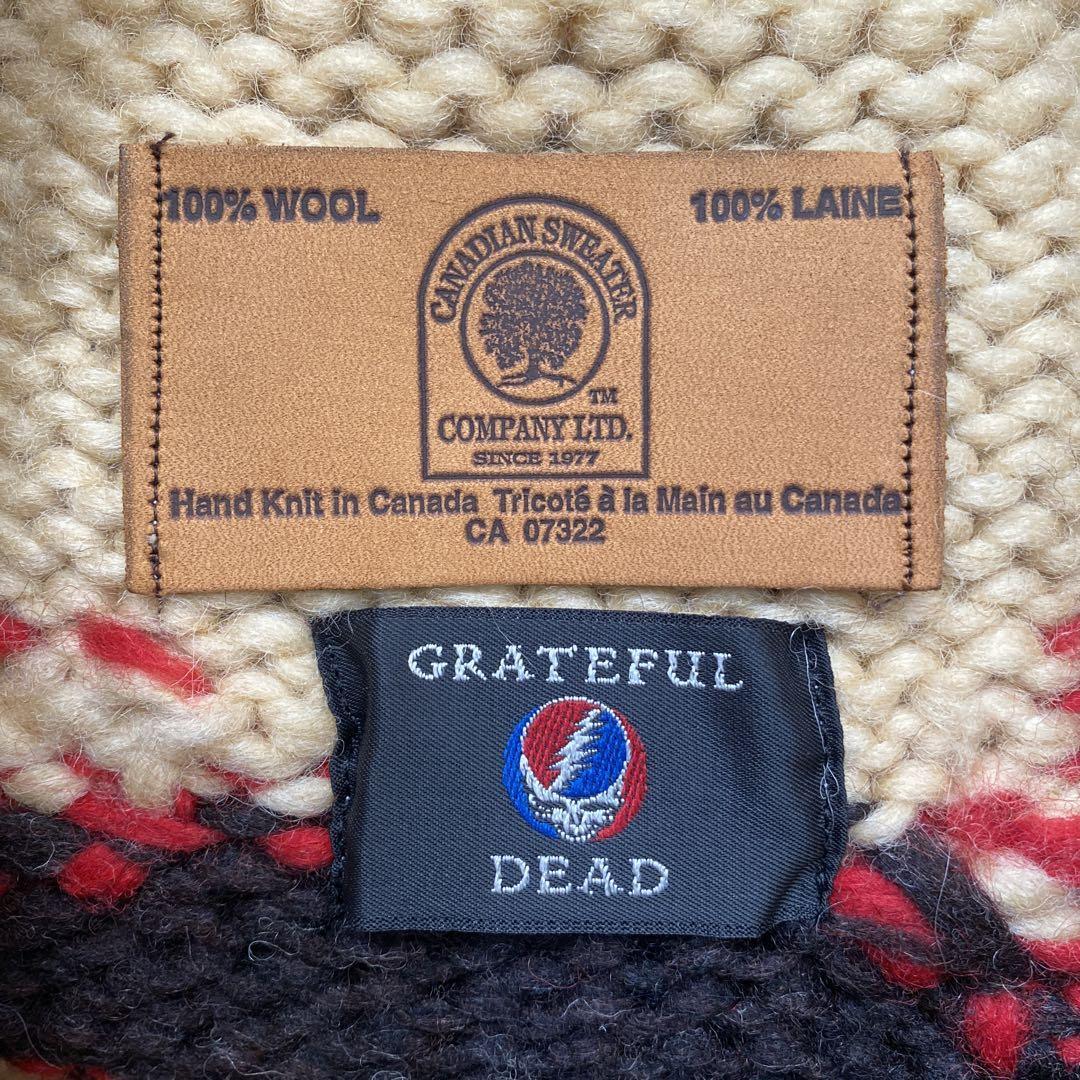 100% WOOL 100% LAINE
CANADIAN SWEATER
TM
COMPANY LTD.
SINCE 1977
Hand Knit in Canada Tricoté à la Main au Canada
CA 07322
GRATEFUL
DEAD